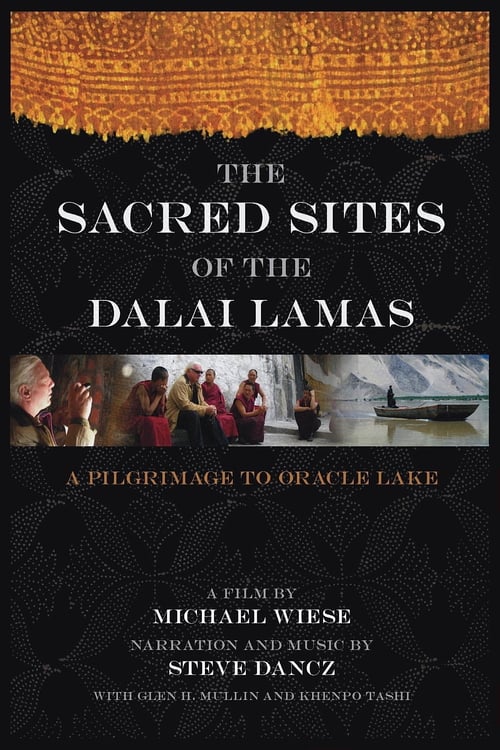 THE
SACRED SITES
OF THE
DALAI LAMAS
A PILGRIMAGE TO ORACLE LAKE
A FILM BY
MICHAEL WIESE
NARRATION AND MUSIC BY
STEVE DANCZ
WITH GLEN H. MULLIN AND KHENPO TASHI